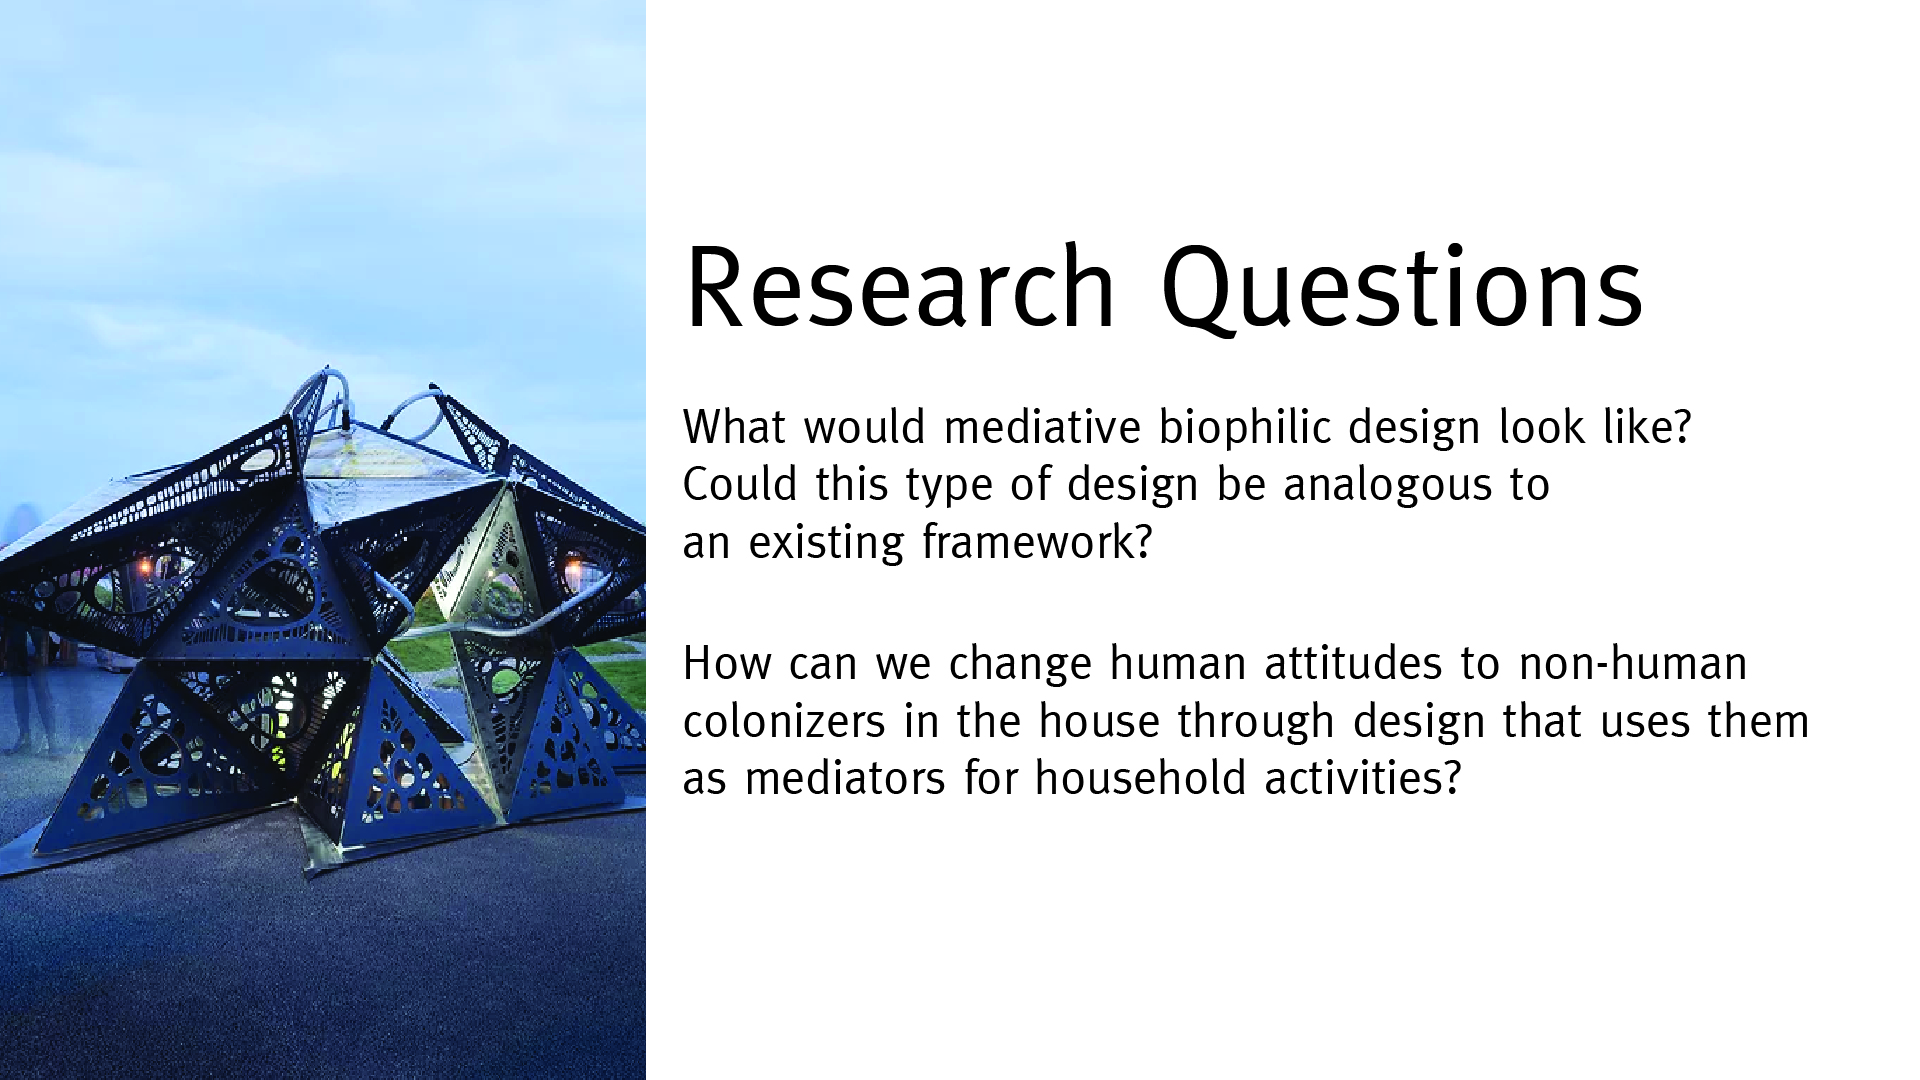 Research Questions
What would mediative biophilic design look like?
Could this type of design be analogous to
an existing framework?
How can we change human attitudes to non-human
colonizers in the house through design that uses them
as mediators for household activities?